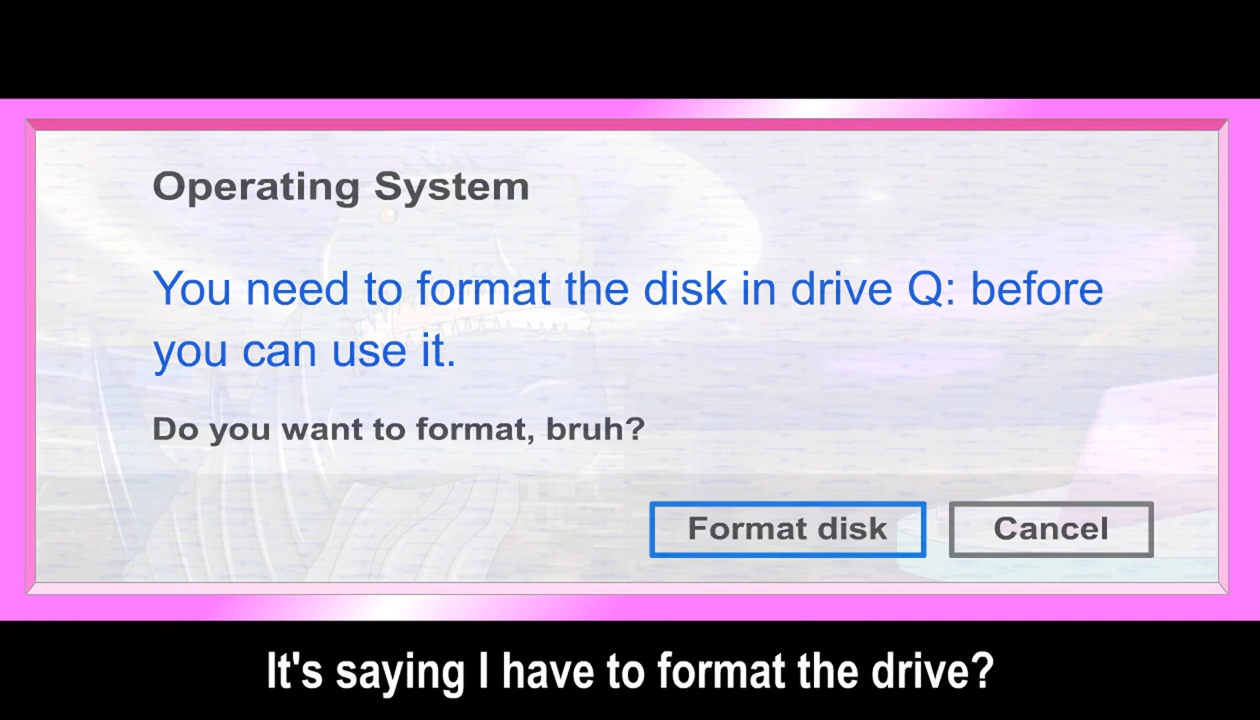 Operating System
You need to format the disk in drive Q: before
you can use it.
Do you want to format, bruh?
Format disk
Cancel
It's saying I have to format the drive?